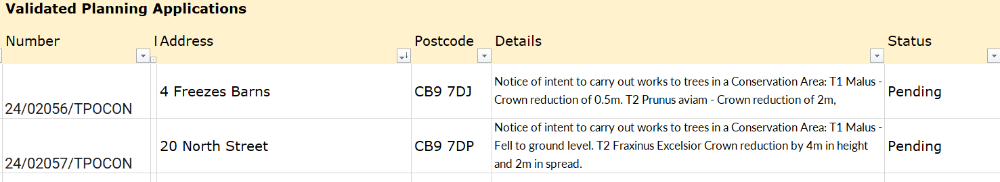 Validated Planning Applications
Number Address Postcode Details Status
24/02056/TPOCON
4 Freezes Barns
CB9 7DJ
Notice of intent to carry out works to trees in a Conservation Area: T1 Malus -
Crown reduction of 0.5m. T2 Prunus aviam - Crown reduction of 2m,
Pending
24/02057/TPOCON
20 North Street
CB9 7DP
Notice of intent to carry out works to trees in a Conservation Area: T1 Malus -
Fell to ground level. T2 Fraxinus Excelsior Crown reduction by 4m in height
and 2m in spread.
Pending